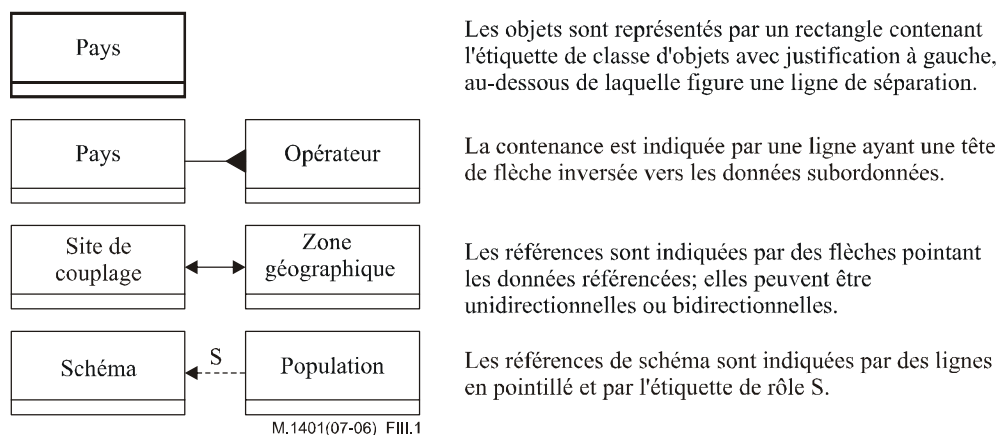 Pays
Les objets sont représentés par un rectangle contenant
l'étiquette de classe d'objets avec justification à gauche,
au-dessous de laquelle figure une ligne de séparation.
Pays
Opérateur
La contenance est indiquée par une ligne ayant une tête
de flèche inversée vers les données subordonnées.
Site de
couplage
Zone
géographique
Les références sont indiquées par des flèches pointant
les données référencées; elles peuvent être
unidirectionnelles ou bidirectionnelles.
Schéma
S
Population
Les références de schéma sont indiquées par des lignes
en pointillé et par l'étiquette de rôle S.
M.1401(07-06) FIII.1